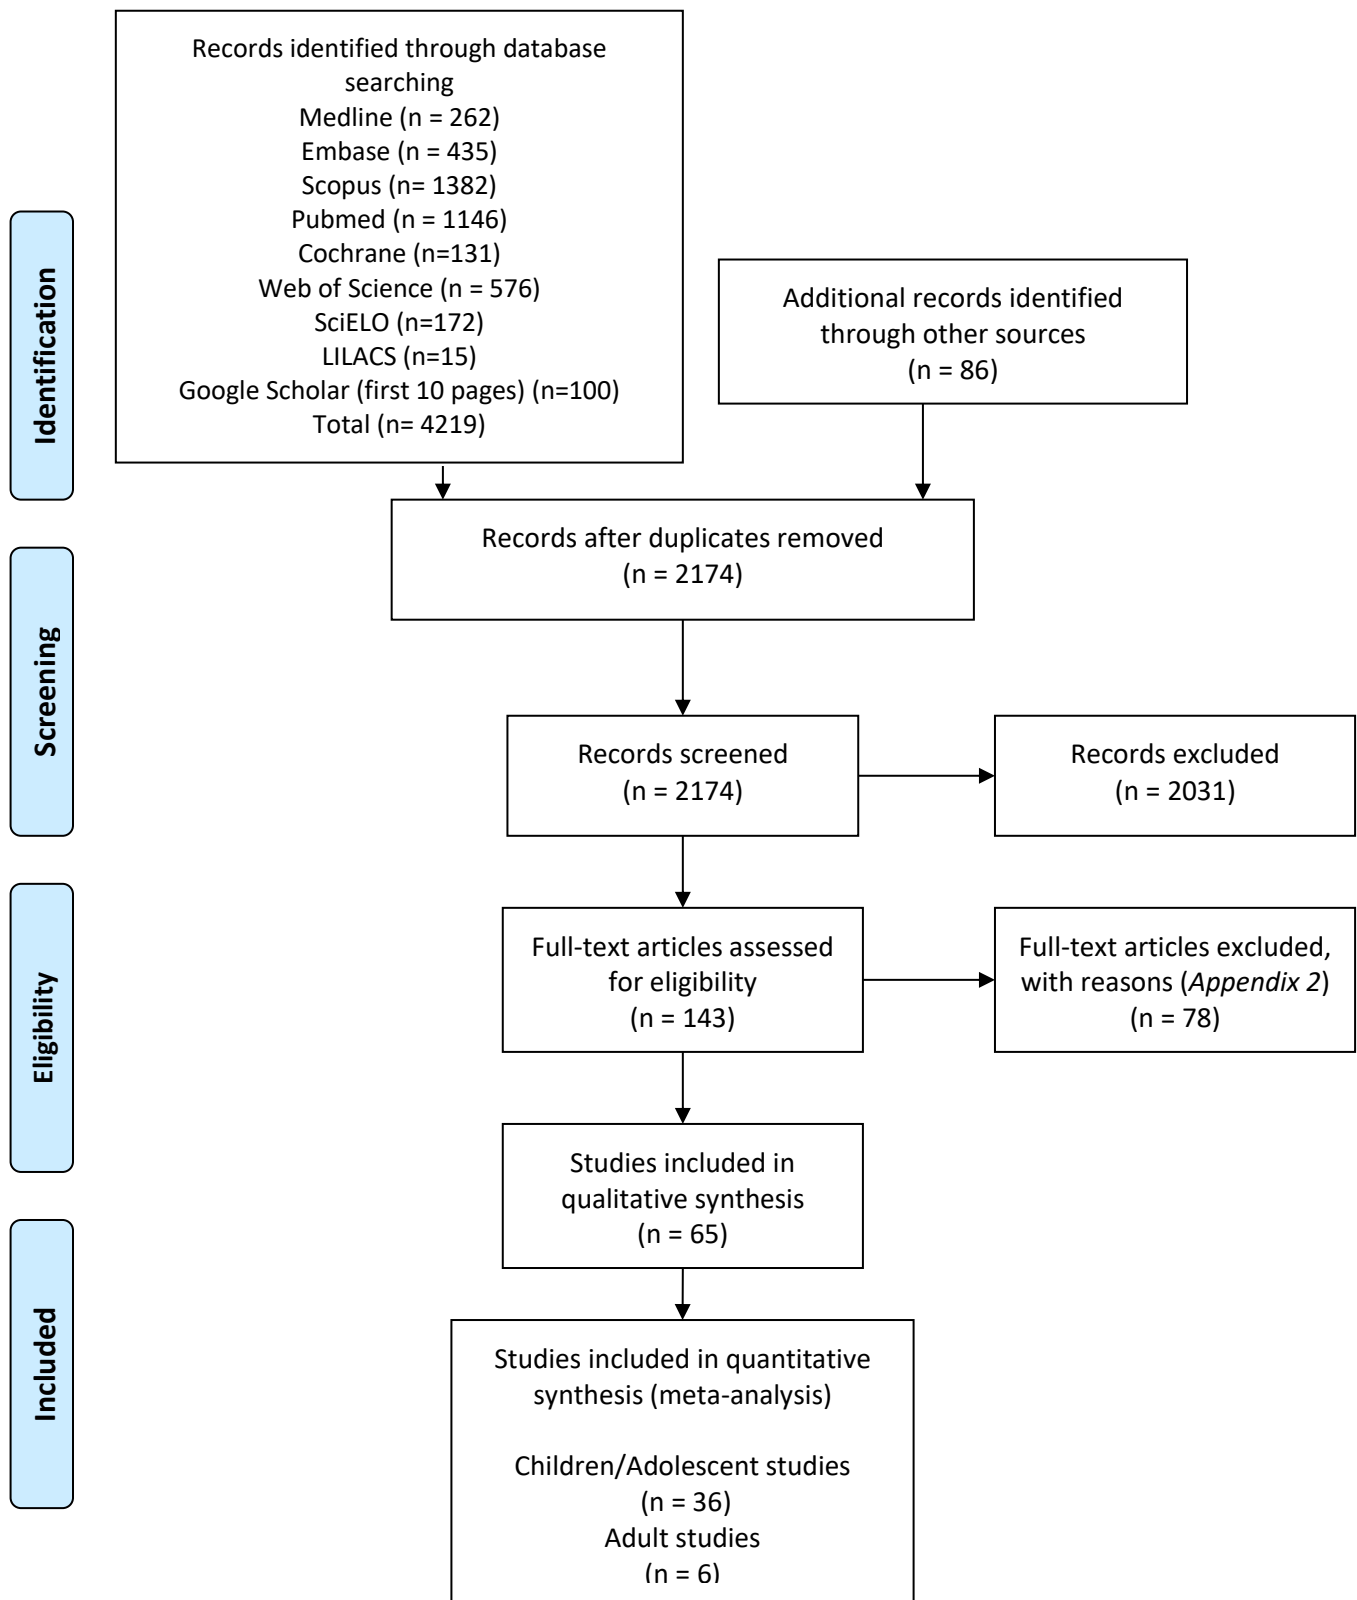 Records identified through database
searching
Medline (n = 262)
Embase (n = 435)
Scopus (n= 1382)
Pubmed (n = 1146)
Cochrane (n=131)
Web of Science (n = 576)
SciELO (n=172)
LILACS (n=15)
Google Scholar (first 10 pages) (n=100)
Total (n= 4219)
Additional records identified
through other sources
(n = 86)
Identification
Records after duplicates removed
(n = 2174)
Screening
Records screened
(n = 2174)
Records excluded
(n = 2031)
Eligibility
Full-text articles assessed
for eligibility
(n = 143)
Full-text articles excluded,
with reasons (Appendix 2)
(n = 78)
Studies included in
qualitative synthesis
(n = 65)
Included
Studies included in quantitative
synthesis (meta-analysis)
Children/Adolescent studies
(n = 36)
Adult studies
(n = 6)